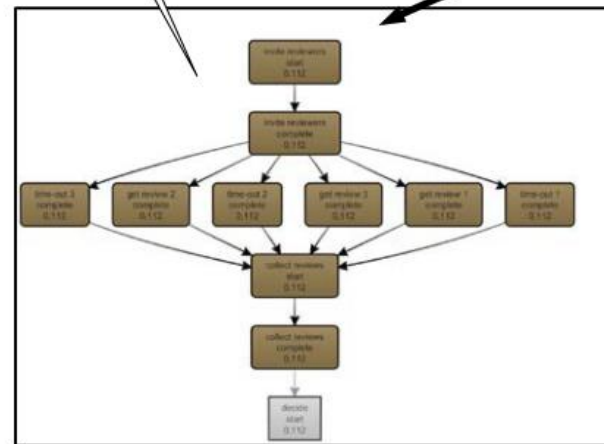 invite reviewers
start
0.112
invite reviewers
complete
0.112
time-out 3
complete
0.112
get review 2
complete
0.112
time-out 2
complete
0.112
get review 3
complete
0.112
get review 1
complete
0.112
time-out 1
complete
0.112
collect reviews
start
0.112
collect reviews
complete
0.112
decide
start
0.112